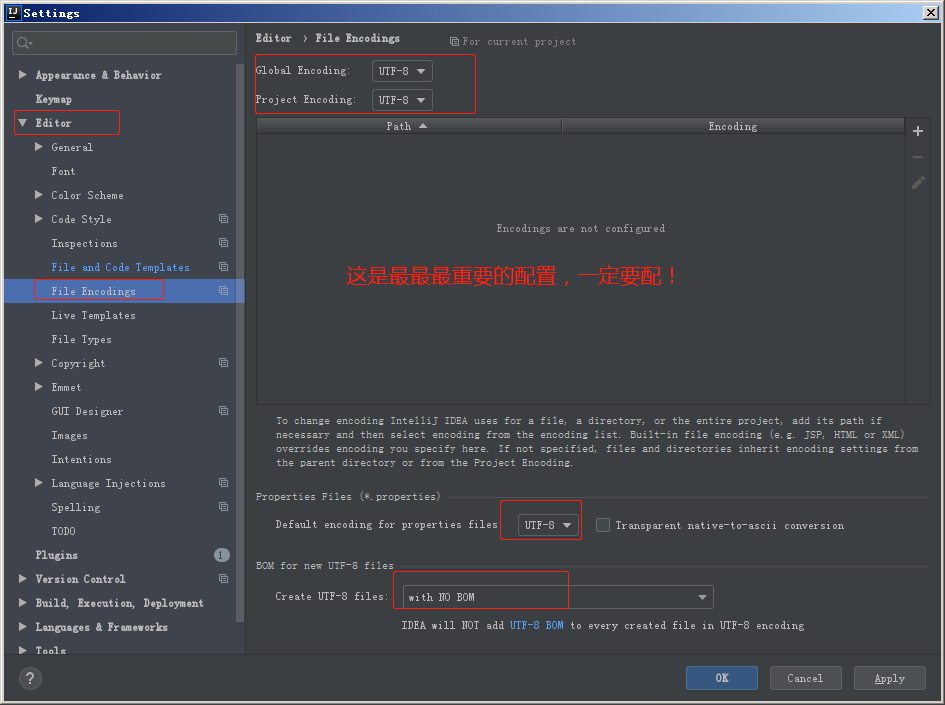 Settings
Appearance & Behavior
Keymap
Editor
General
Font
Color Scheme
Code Style
Inspections
File and Code Templates
File Encodings
Live Templates
File Types
Copyright
Emmet
GUI Designer
Images
Intentions
Language Injections
Spelling
TODO
Plugins 1
Version Control
Build, Execution, Deployment
Languages & Frameworks
Tools
Editor › File Encodings For current project
Global Encoding: UTF-8
Project Encoding: UTF-8
Path Encoding
Encodings are not configured
这是最最最重要的配置，一定要配！
To change encoding IntelliJ IDEA uses for a file, a directory, or the entire project, add its path if
necessary and then select encoding from the encoding list. Built-in file encoding (e.g. JSP, HTML or XML)
overrides encoding you specify here. If not specified, files and directories inherit encoding settings from
the parent directory or from the Project Encoding.
Properties Files (*.properties)
Default encoding for properties files UTF-8 Transparent native-to-ascii conversion
BOM for new UTF-8 files
Create UTF-8 files: with NO BOM
IDEA will NOT add UTF-8 BOM to every created file in UTF-8 encoding
? OK Cancel Apply